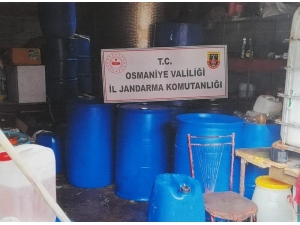 T.C.
OSMANİYE VALİLİĞİ
İL JANDARMA KOMUTANLIĞI